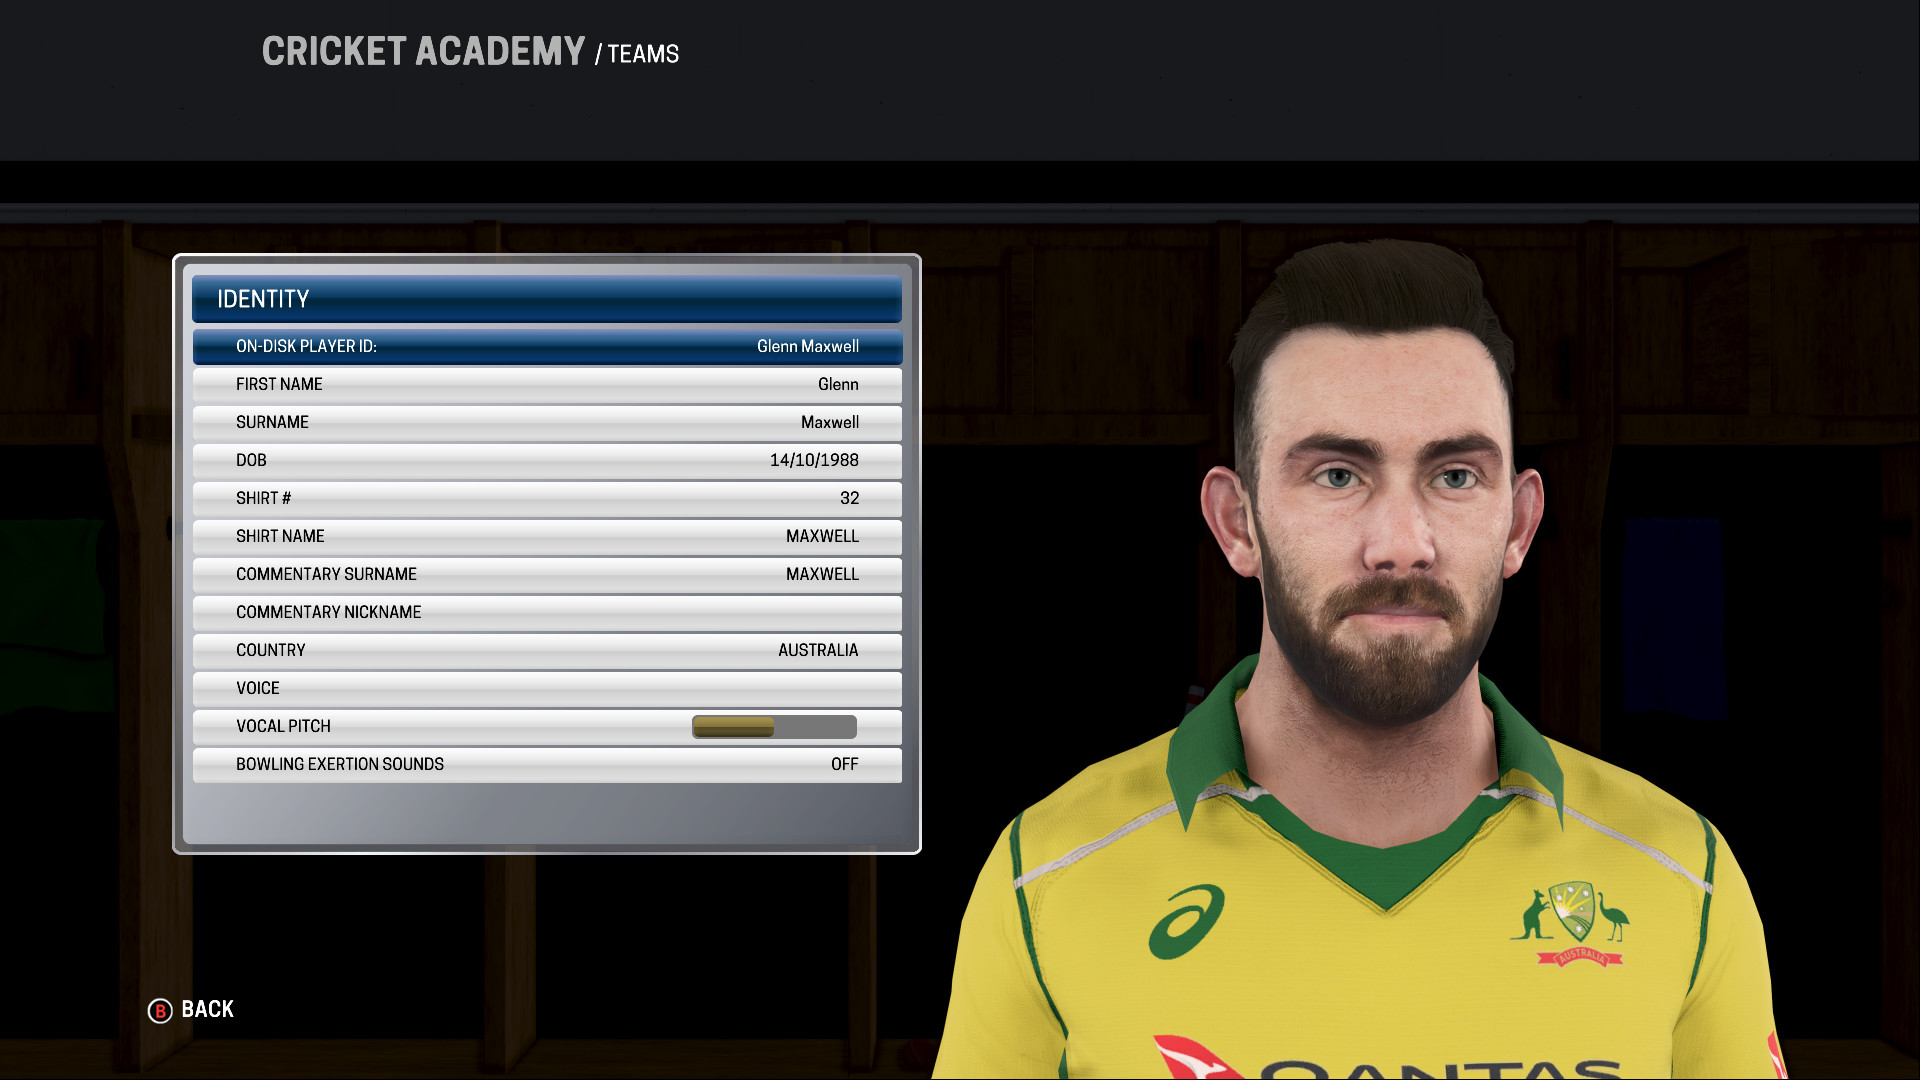 CRICKET ACADEMY / TEAMS
IDENTITY
ON-DISK PLAYER ID: Glenn Maxwell
FIRST NAME Glenn
SURNAME Maxwell
DOB 14/10/1988
SHIRT # 32
SHIRT NAME MAXWELL
COMMENTARY SURNAME MAXWELL
COMMENTARY NICKNAME
COUNTRY AUSTRALIA
VOICE
VOCAL PITCH
BOWLING EXERTION SOUNDS OFF
AUSTRALIA
B BACK
QANTAS